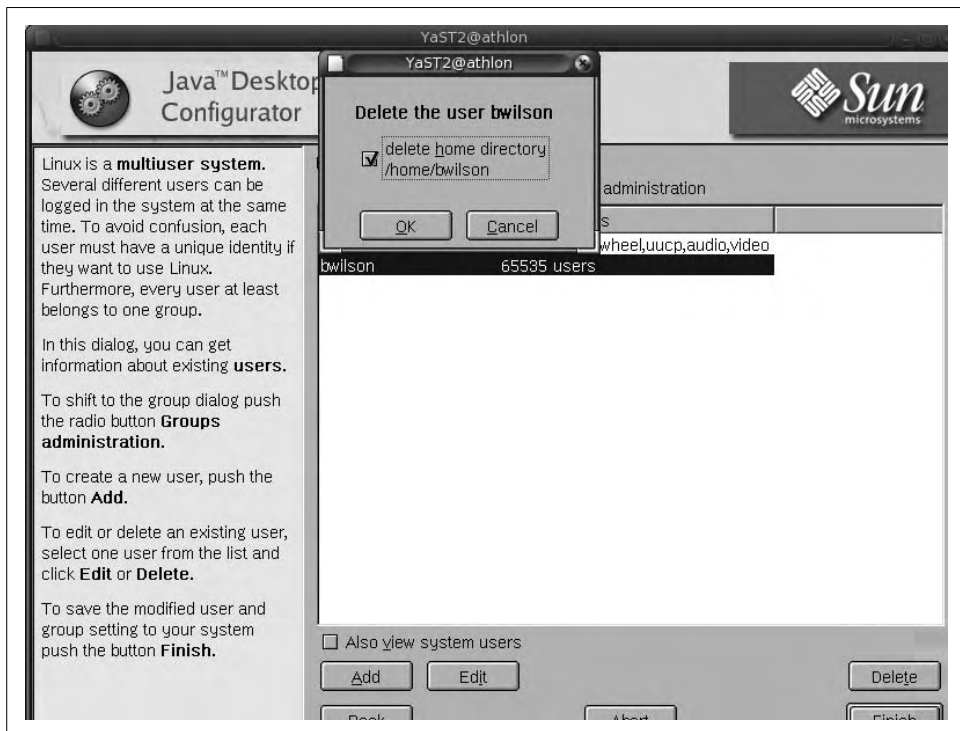 YaST2@athlon
Java™Deskto
Configurator
Sun
microsystems
YaST2@athlon
Delete the user bwilson
delete home directory
/home/bwilson
OK
Cancel
Linux is a multiuser system.
Several different users can be
logged in the system at the same
time. To avoid confusion, each
user must have a unique identity if
they want to use Linux.
Furthermore, every user at least
belongs to one group.
In this dialog, you can get
information about existing users.
To shift to the group dialog push
the radio button Groups
administration.
To create a new user, push the
button Add.
To edit or delete an existing user,
select one user from the list and
click Edit or Delete.
To save the modified user and
group setting to your system
push the button Finish.
administration
s
wheel,uucp,audio,video
bwilson 65535 users
Also view system users
Add
Edit
Delete
Back
Abort
Finish